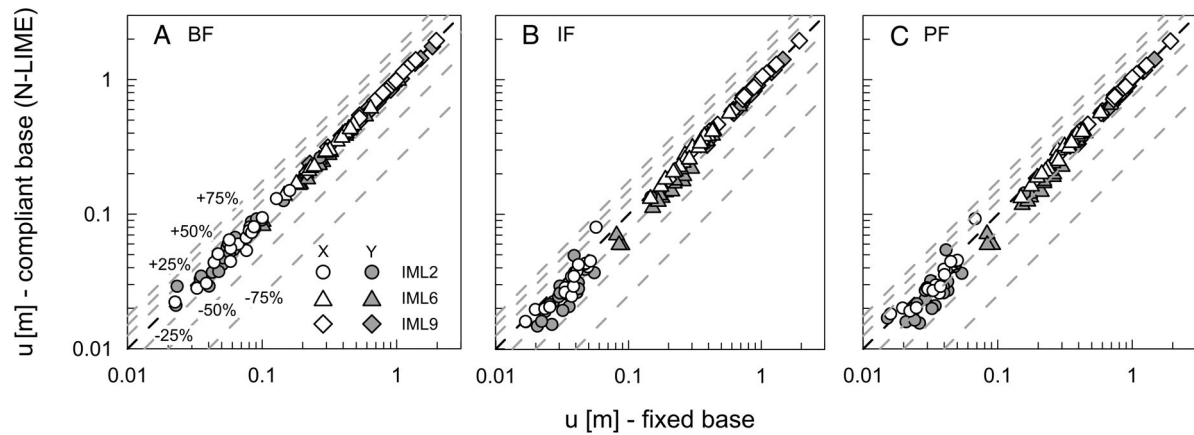 u [m] - compliant base (N-LIME)
A BF
B IF
C PF
1
0.1
0.01
+75%
+50%
+25%
-25%
-50%
-75%
X Y
IML2
IML6
IML9
0.01 0.1 1
0.01 0.1 1
0.01 0.1 1
u [m] - fixed base